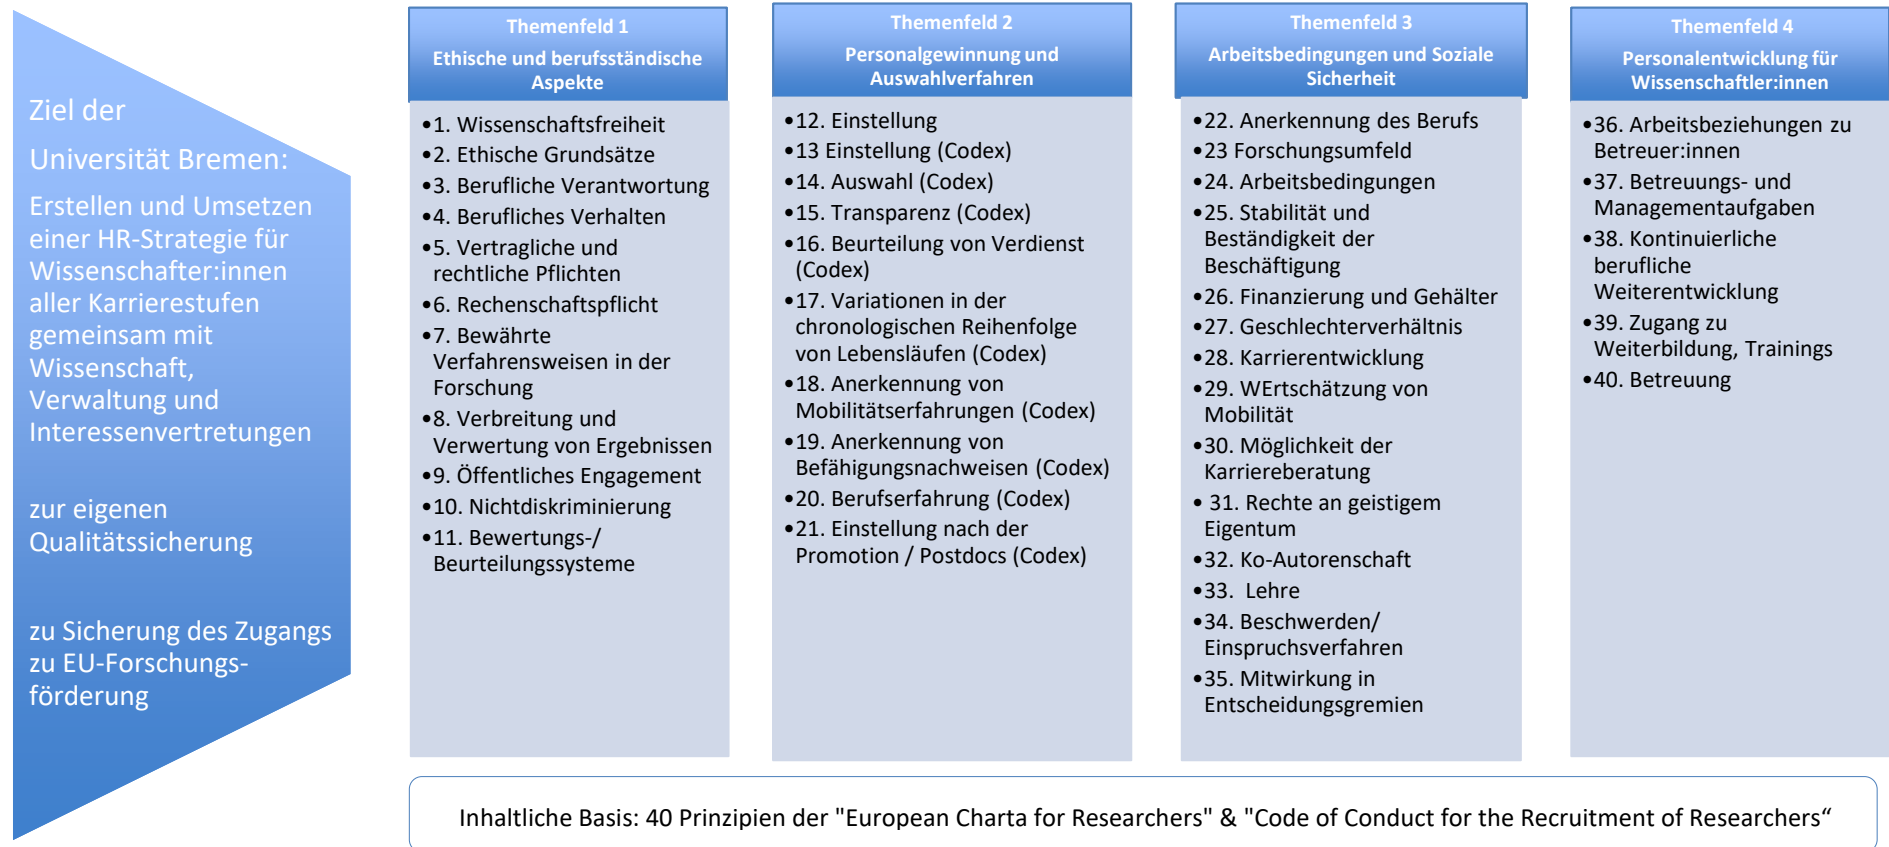 Ziel der
Universität Bremen:
Erstellen und Umsetzen
einer HR-Strategie für
Wissenschafter:innen
aller Karrierestufen
gemeinsam mit
Wissenschaft,
Verwaltung und
Interessenvertretungen
zur eigenen
Qualitätssicherung
zu Sicherung des Zugangs
zu EU-Forschungs-
förderung
Themenfeld 1
Ethische und berufsständische
Aspekte
•1. Wissenschaftsfreiheit
•2. Ethische Grundsätze
•3. Berufliche Verantwortung
•4. Berufliches Verhalten
•5. Vertragliche und
rechtliche Pflichten
•6. Rechenschaftspflicht
•7. Bewährte
Verfahrensweisen in der
Forschung
•8. Verbreitung und
Verwertung von Ergebnissen
•9. Öffentliches Engagement
•10. Nichtdiskriminierung
•11. Bewertungs-/
Beurteilungssysteme
Themenfeld 2
Personalgewinnung und
Auswahlverfahren
•12. Einstellung
•13 Einstellung (Codex)
•14. Auswahl (Codex)
•15. Transparenz (Codex)
•16. Beurteilung von Verdienst
(Codex)
•17. Variationen in der
chronologischen Reihenfolge
von Lebensläufen (Codex)
•18. Anerkennung von
Mobilitätserfahrungen (Codex)
•19. Anerkennung von
Befähigungsnachweisen (Codex)
•20. Berufserfahrung (Codex)
•21. Einstellung nach der
Promotion / Postdocs (Codex)
Themenfeld 3
Arbeitsbedingungen und Soziale
Sicherheit
•22. Anerkennung des Berufs
•23 Forschungsumfeld
•24. Arbeitsbedingungen
•25. Stabilität und
Beständigkeit der
Beschäftigung
•26. Finanzierung und Gehälter
•27. Geschlechterverhältnis
•28. Karrierentwicklung
•29. WErtschätzung von
Mobilität
•30. Möglichkeit der
Karriereberatung
• 31. Rechte an geistigem
Eigentum
•32. Ko-Autorenschaft
•33. Lehre
•34. Beschwerden/
Einspruchsverfahren
•35. Mitwirkung in
Entscheidungsgremien
Themenfeld 4
Personalentwicklung für
Wissenschaftler:innen
•36. Arbeitsbeziehungen zu
Betreuer:innen
•37. Betreuungs- und
Managementaufgaben
•38. Kontinuierliche
berufliche
Weiterentwicklung
•39. Zugang zu
Weiterbildung, Trainings
•40. Betreuung
Inhaltliche Basis: 40 Prinzipien der "European Charta for Researchers" & "Code of Conduct for the Recruitment of Researchers“